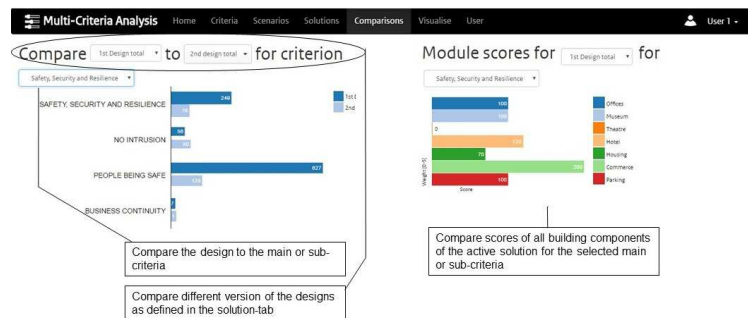 Multi-Criteria Analysis Home Criteria Scenarios Solutions Comparisons Visualise User User 1
Compare 1st Design total to 2nd design total for criterion
Safety, Security and Resilience
SAFETY, SECURITY AND RESILIENCE
248
NO INTRUSION
58
PEOPLE BEING SAFE
627
BUSINESS CONTINUITY
1st
2nd
Compare the design to the main or sub-
criteria
Compare different version of the designs
as defined in the solution-tab
Module scores for 1st Design total for
Safety, Security and Resilience
100
100
0
70
100
Weight [0-5]
Score
Offices
Museum
Theatre
Hotel
Housing
Commerce
Parking
Compare scores of all building components
of the active solution for the selected main
or sub-criteria